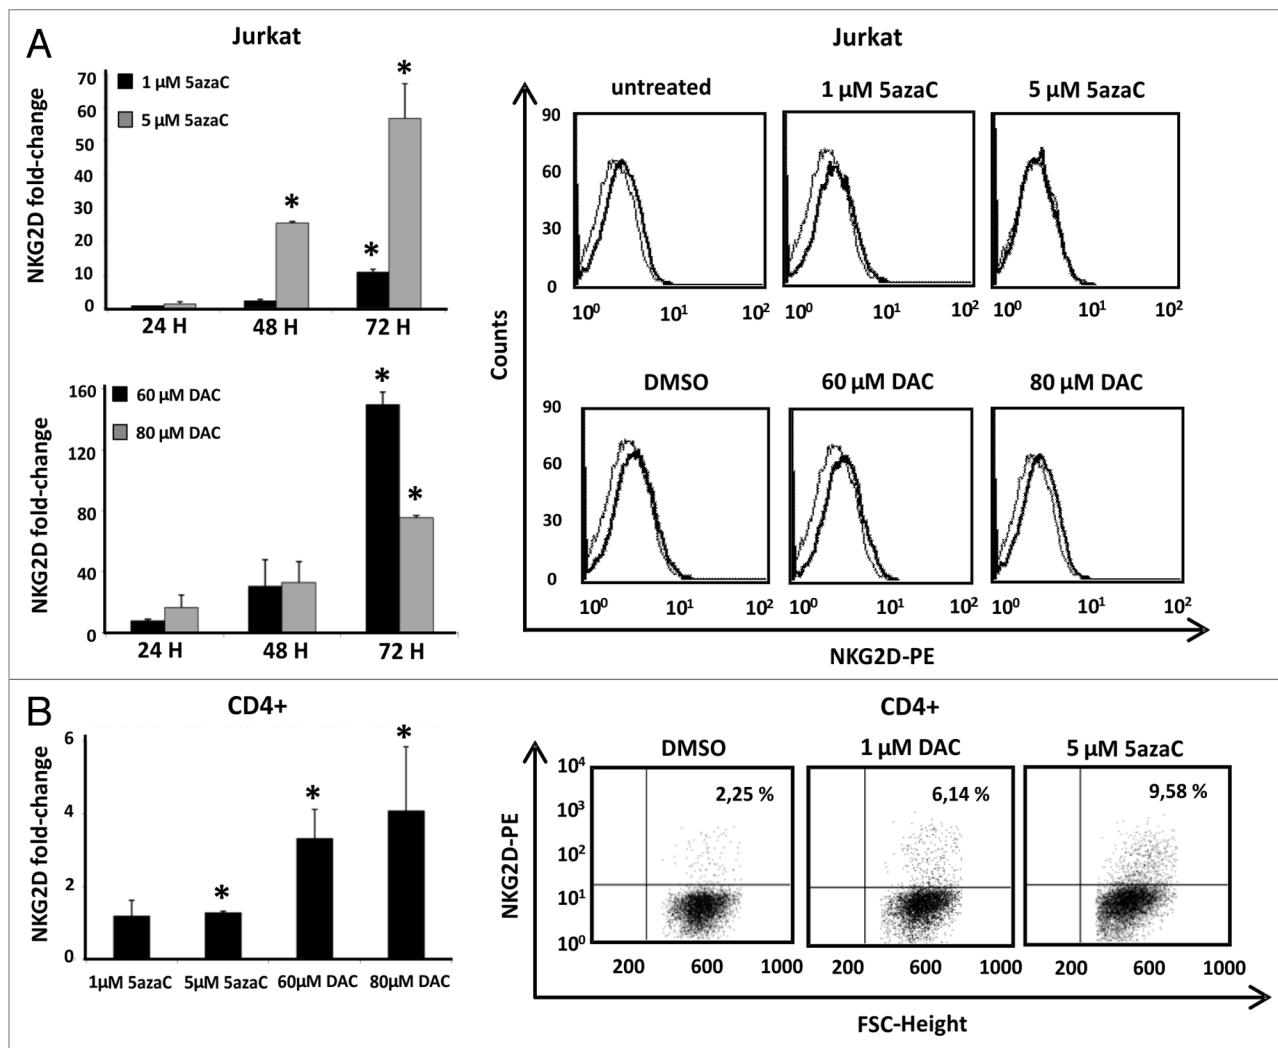 A
Jurkat
NKG2D fold-change
70
60
50
40
30
20
10
0
1 µM 5azaC
5 µM 5azaC
*
*
*
24 H 48 H 72 H
NKG2D fold-change
160
120
80
40
0
60 µM DAC
80 µM DAC
*
*
24 H 48 H 72 H
Jurkat
Counts
untreated 1 µM 5azaC 5 µM 5azaC
90
60
30
0
10⁰ 10¹ 10² 10⁰ 10¹ 10² 10⁰ 10¹ 10²
DMSO 60 µM DAC 80 µM DAC
90
60
30
0
10⁰ 10¹ 10² 10⁰ 10¹ 10² 10⁰ 10¹ 10²
NKG2D-PE
B
CD4+
NKG2D fold-change
6
4
2
0
*
*
*
1µM 5azaC 5µM 5azaC 60µM DAC 80µM DAC
CD4+
NKG2D-PE
DMSO 1 µM DAC 5 µM 5azaC
10⁴
10³
10²
10¹
10⁰
2,25 % 6,14 % 9,58 %
200 600 1000 200 600 1000 200 600 1000
FSC-Height